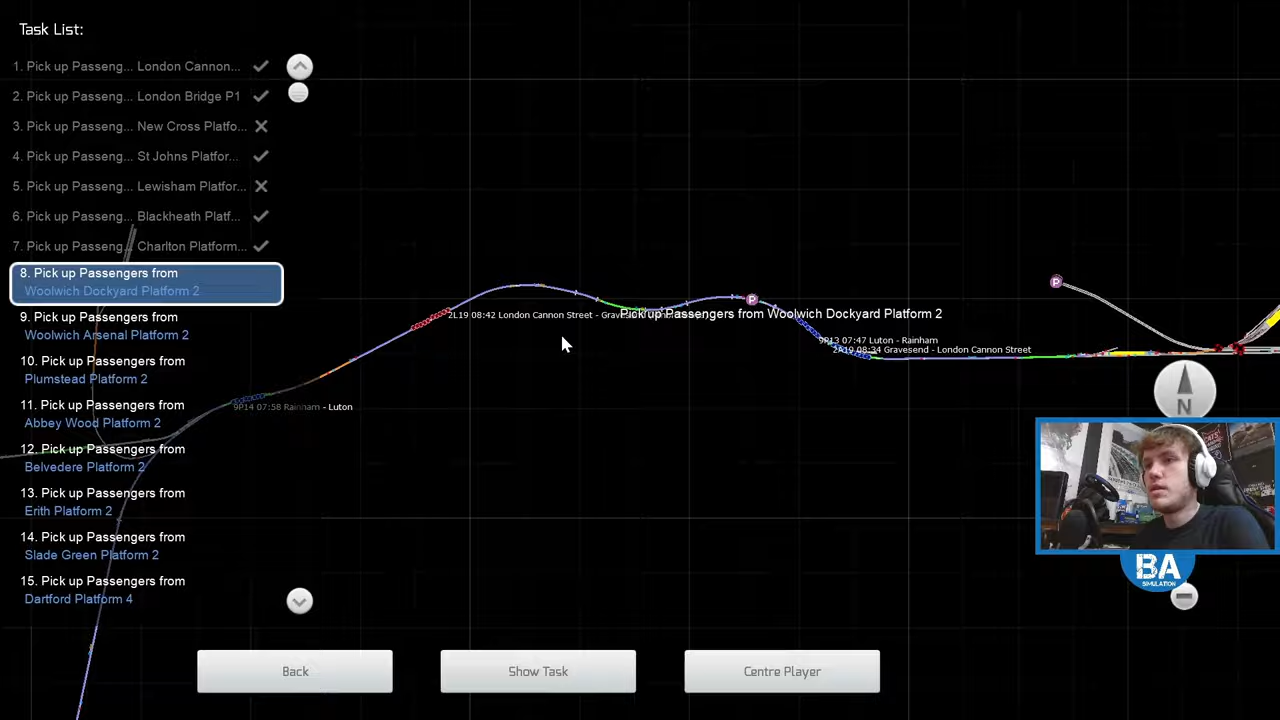 Task List:
1. Pick up Passeng... London Cannon...
2. Pick up Passeng... London Bridge P1
3. Pick up Passeng... New Cross Platfo...
4. Pick up Passeng... St Johns Platfor...
5. Pick up Passeng... Lewisham Platfor...
6. Pick up Passeng... Blackheath Platf...
7. Pick up Passeng... Charlton Platform...
8. Pick up Passengers from
Woolwich Dockyard Platform 2
9. Pick up Passengers from
Woolwich Arsenal Platform 2
10. Pick up Passengers from
Plumstead Platform 2
11. Pick up Passengers from
Abbey Wood Platform 2
12. Pick up Passengers from
Belvedere Platform 2
13. Pick up Passengers from
Erith Platform 2
14. Pick up Passengers from
Slade Green Platform 2
15. Pick up Passengers from
Dartford Platform 4
P
P
2L19 08:42 London Cannon Street -
Pick up Passengers from Woolwich Dockyard Platform 2
9P13 07:47 Luton - Rainham
2A19 08:34 Gravesend - London Cannon Street
9P14 07:58 Rainham - Luton
N
BA
SIMULATION
Back
Show Task
Centre Player